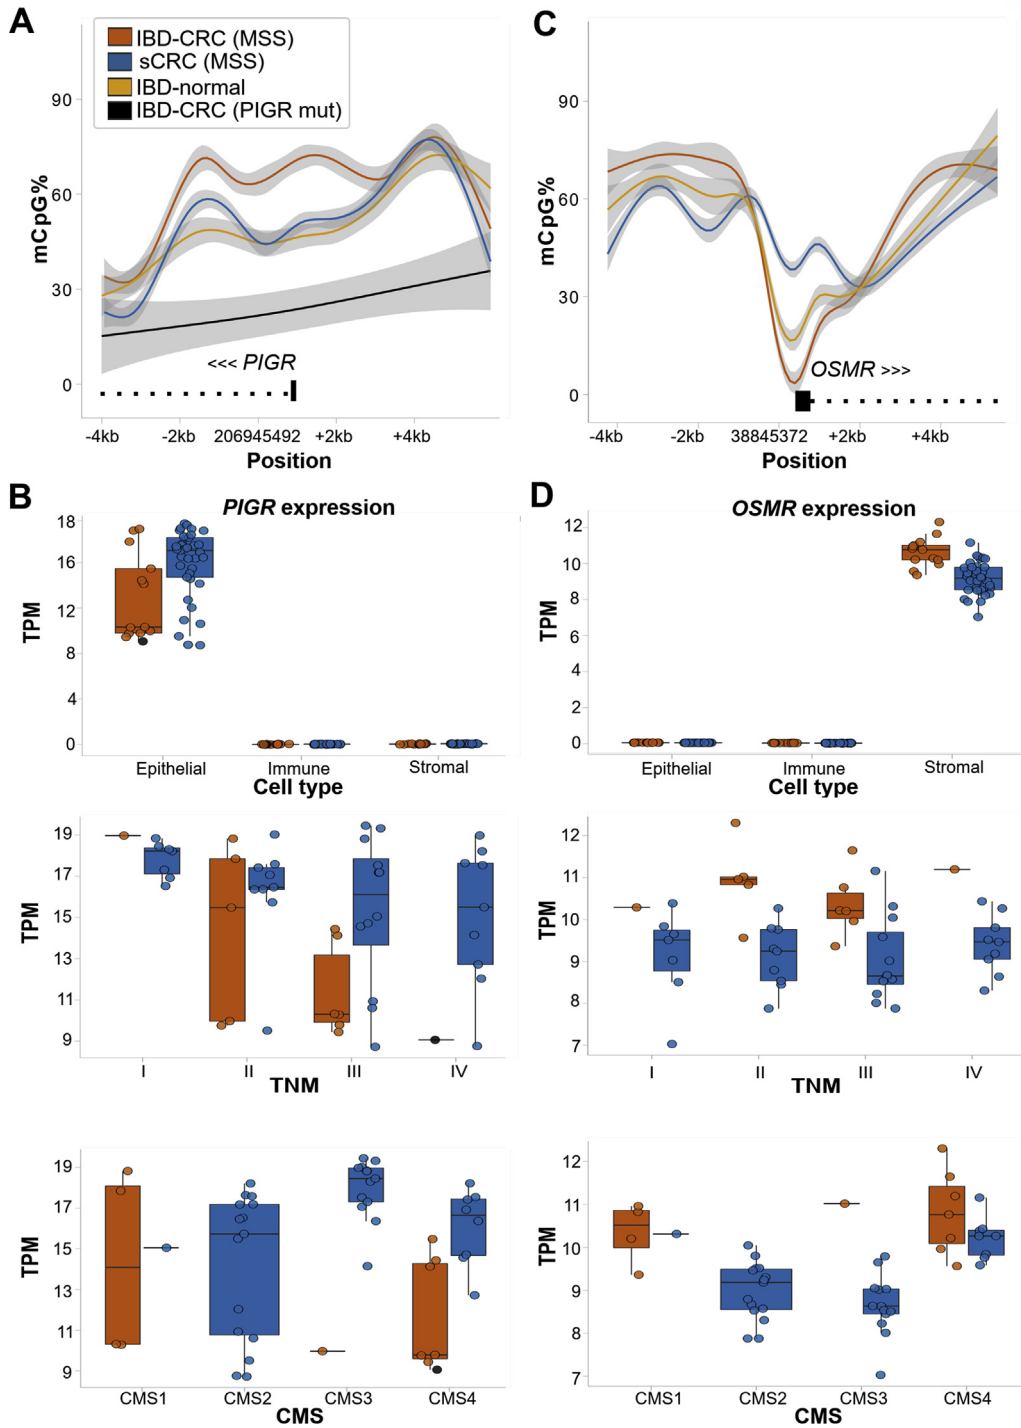 A
IBD-CRC (MSS)
sCRC (MSS)
IBD-normal
IBD-CRC (PIGR mut)
mCpG%
90
60
30
0
<<< PIGR
-4kb -2kb 206945492 +2kb +4kb
Position
C
mCpG%
90
60
30
0
OSMR >>>
-4kb -2kb 38845372 +2kb +4kb
Position
B
PIGR expression
TPM
18
16
12
8
4
0
Epithelial Immune Stromal
Cell type
TPM
19
17
15
13
11
9
I II III IV
TNM
TPM
19
17
15
13
11
9
CMS1 CMS2 CMS3 CMS4
CMS
D
OSMR expression
TPM
12
10
8
6
4
2
0
Epithelial Immune Stromal
Cell type
TPM
12
11
10
9
8
7
I II III IV
TNM
TPM
12
11
10
9
8
7
CMS1 CMS2 CMS3 CMS4
CMS